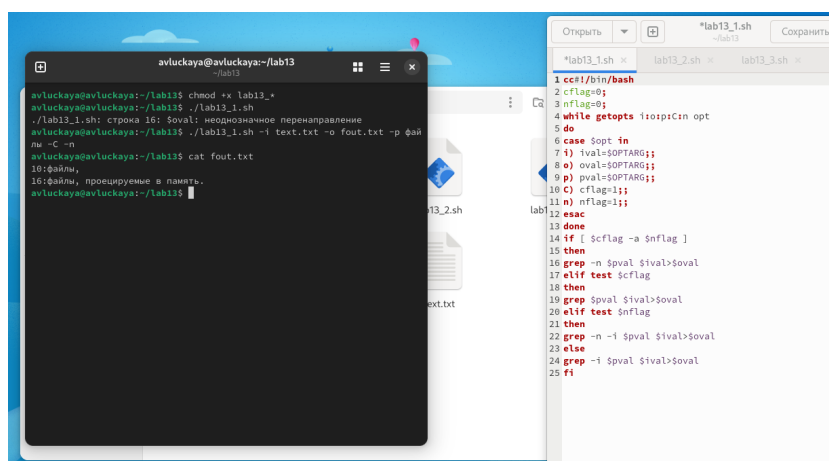 avluckaya@avluckaya:~/lab13
~/lab13
avluckaya@avluckaya:~/lab13$ chmod +x lab13_*
avluckaya@avluckaya:~/lab13$ ./lab13_1.sh
./lab13_1.sh: строка 16: $oval: неоднозначное перенаправление
avluckaya@avluckaya:~/lab13$ ./lab13_1.sh -i text.txt -o fout.txt -p фай
лы -C -n
avluckaya@avluckaya:~/lab13$ cat fout.txt
10:файлы,
16:файлы, проецируемые в память.
avluckaya@avluckaya:~/lab13$
13_2.sh
lab1
ext.txt
Открыть
*lab13_1.sh
~/lab13
Сохранить
*lab13_1.sh ×
lab13_2.sh ×
lab13_3.sh ×
1 cc#!/bin/bash
2 cflag=0;
3 nflag=0;
4 while getopts i:o:p:C:n opt
5 do
6 case $opt in
7 i) ival=$OPTARG;;
8 o) oval=$OPTARG;;
9 p) pval=$OPTARG;;
10 C) cflag=1;;
11 n) nflag=1;;
12 esac
13 done
14 if [ $cflag -a $nflag ]
15 then
16 grep -n $pval $ival>$oval
17 elif test $cflag
18 then
19 grep $pval $ival>$oval
20 elif test $nflag
21 then
22 grep -n -i $pval $ival>$oval
23 else
24 grep -i $pval $ival>$oval
25 fi